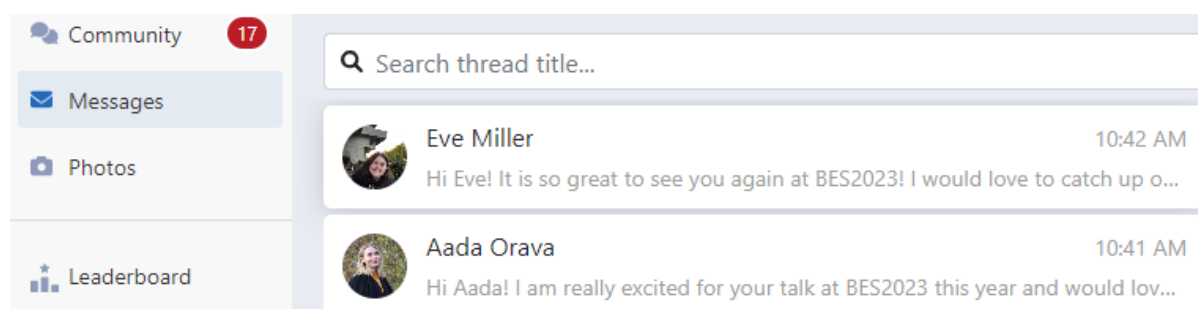 Community 17
Messages
Photos
Leaderboard
Search thread title...
Eve Miller 10:42 AM
Hi Eve! It is so great to see you again at BES2023! I would love to catch up o...
Aada Orava 10:41 AM
Hi Aada! I am really excited for your talk at BES2023 this year and would lov...